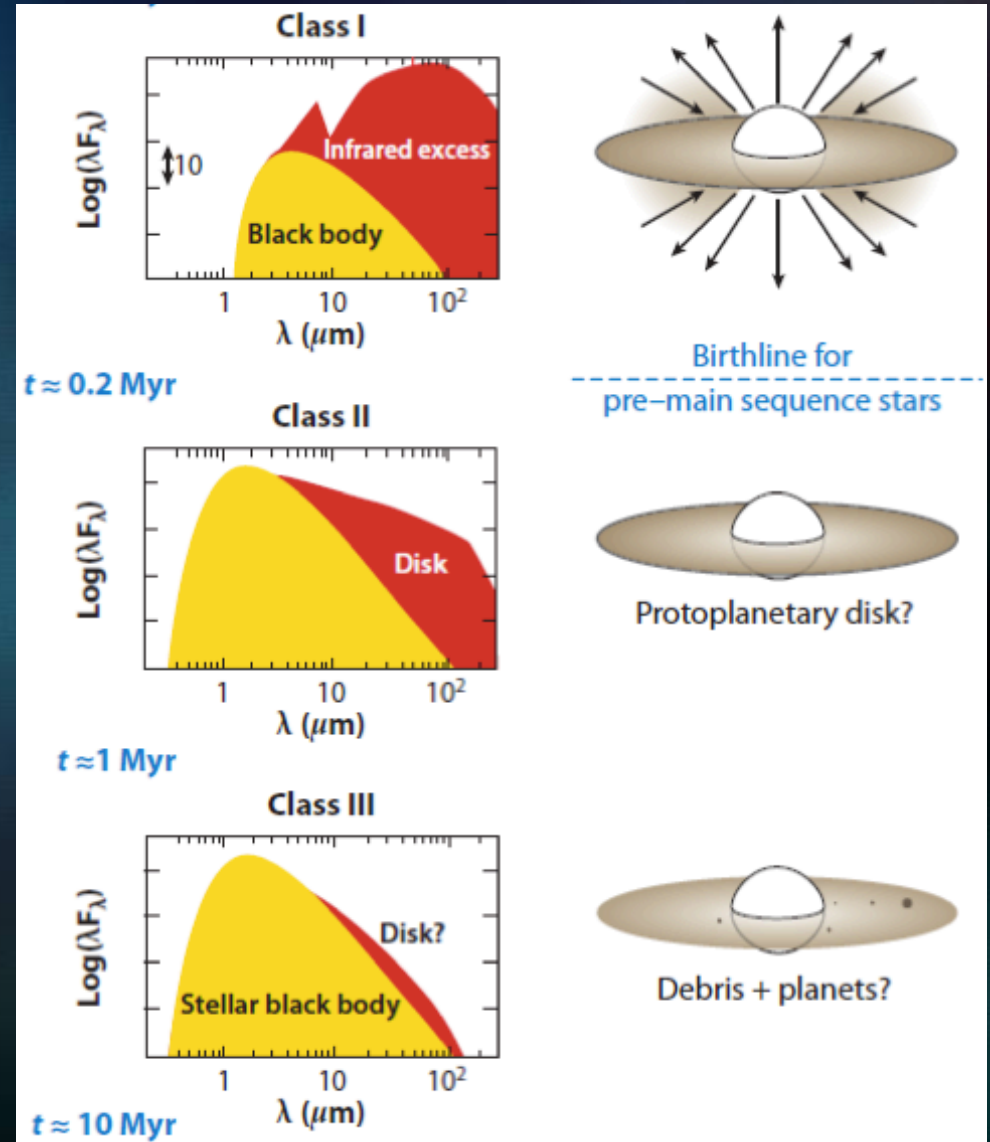 Class I
Log(λFλ)
10
Infrared excess
Black body
1 10 10²
λ (μm)
t ≈ 0.2 Myr
Birthline for
pre–main sequence stars
Class II
Log(λFλ)
Disk
1 10 10²
λ (μm)
Protoplanetary disk?
t ≈1 Myr
Class III
Log(λFλ)
Disk?
Stellar black body
1 10 10²
λ (μm)
Debris + planets?
t ≈ 10 Myr